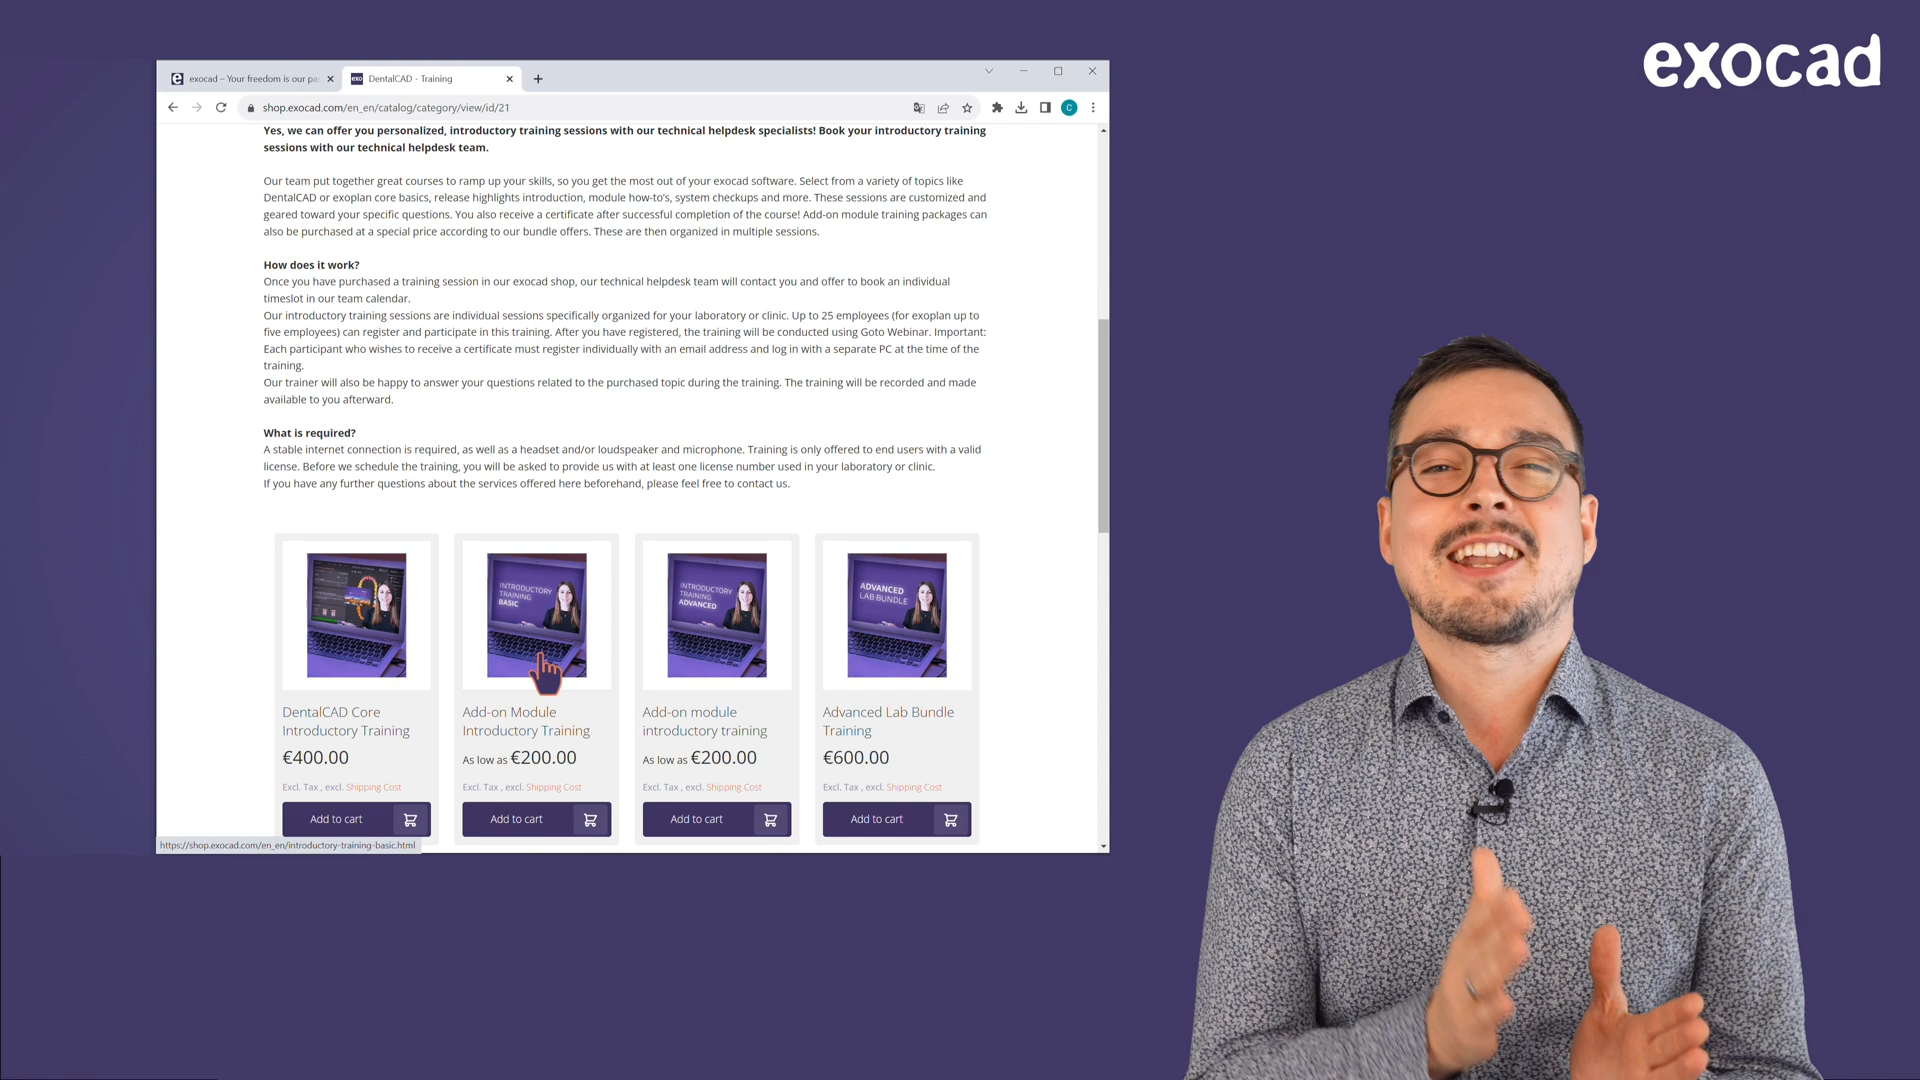 exocad
exocad – Your freedom is our pa
DentalCAD - Training
shop.exocad.com/en_en/catalog/category/view/id/21
C
Yes, we can offer you personalized, introductory training sessions with our technical helpdesk specialists! Book your introductory training
sessions with our technical helpdesk team.
Our team put together great courses to ramp up your skills, so you get the most out of your exocad software. Select from a variety of topics like
DentalCAD or exoplan core basics, release highlights introduction, module how-to's, system checkups and more. These sessions are customized and
geared toward your specific questions. You also receive a certificate after successful completion of the course! Add-on module training packages can
also be purchased at a special price according to our bundle offers. These are then organized in multiple sessions.
How does it work?
Once you have purchased a training session in our exocad shop, our technical helpdesk team will contact you and offer to book an individual
timeslot in our team calendar.
Our introductory training sessions are individual sessions specifically organized for your laboratory or clinic. Up to 25 employees (for exoplan up to
five employees) can register and participate in this training. After you have registered, the training will be conducted using Goto Webinar. Important:
Each participant who wishes to receive a certificate must register individually with an email address and log in with a separate PC at the time of the
training.
Our trainer will also be happy to answer your questions related to the purchased topic during the training. The training will be recorded and made
available to you afterward.
What is required?
A stable internet connection is required, as well as a headset and/or loudspeaker and microphone. Training is only offered to end users with a valid
license. Before we schedule the training, you will be asked to provide us with at least one license number used in your laboratory or clinic.
If you have any further questions about the services offered here beforehand, please feel free to contact us.
INTRODUCTORY
TRAINING
BASIC
INTRODUCTORY
TRAINING
ADVANCED
ADVANCED
LAB BUNDLE
DentalCAD Core
Introductory Training
€400.00
Excl. Tax , excl. Shipping Cost
Add to cart
Add-on Module
Introductory Training
As low as €200.00
Excl. Tax , excl. Shipping Cost
Add to cart
Add-on module
introductory training
As low as €200.00
Excl. Tax , excl. Shipping Cost
Add to cart
Advanced Lab Bundle
Training
€600.00
Excl. Tax , excl. Shipping Cost
Add to cart
https://shop.exocad.com/en_en/introductory-training-basic.html